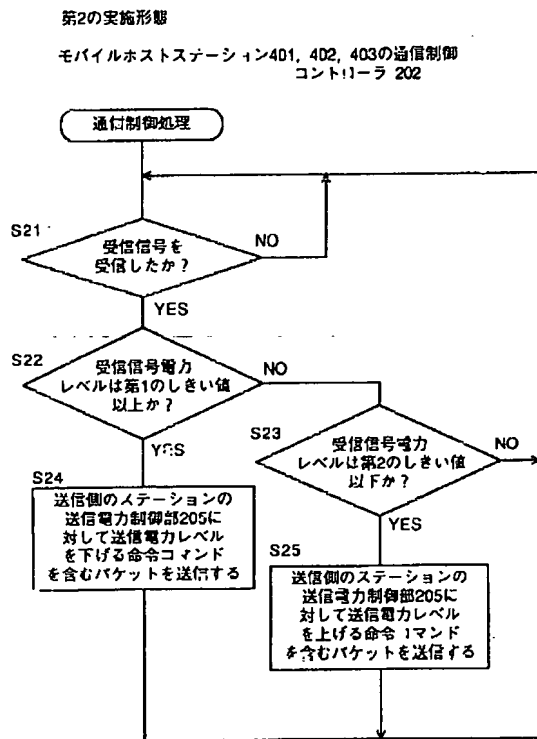 第2の実施形態
モバイルホストステーション401, 402, 403の通信制御
コントローラ 202
通信制御処理
S21
受信信号を
受信したか？
NO
YES
S22
受信信号電力
レベルは第1のしきい値
以上か？
NO
YES
S23
受信信号電力
レベルは第2のしきい値
以下か？
NO
YES
S24
送信側のステーションの
送信電力制御部205に
対して送信電力レベル
を下げる命令コマンド
を含むパケットを送信する
S25
送信側のステーションの
送信電力制御部205に
対して送信電力レベル
を上げる命令コマンド
を含むパケットを送信する